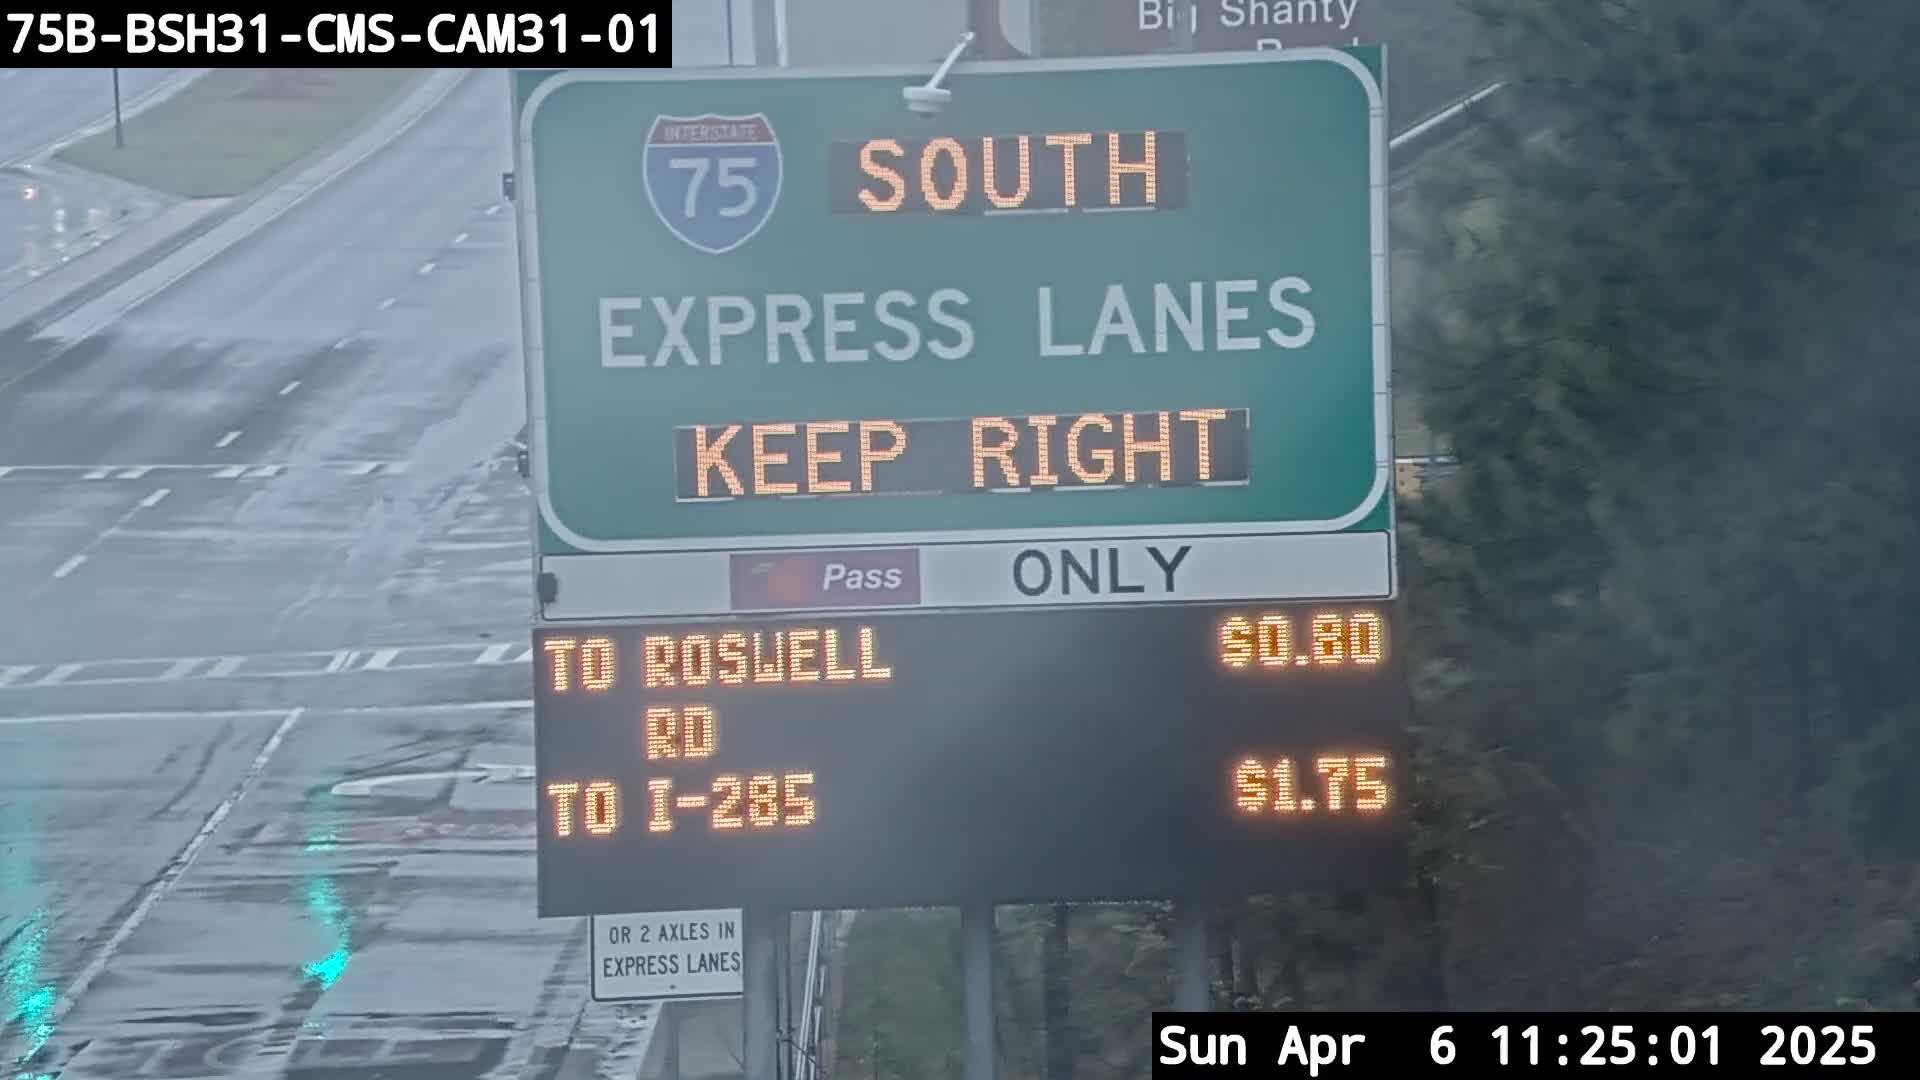 75B-BSH31-CMS-CAM31-01
Big Shanty
INTERSTATE
75
SOUTH
EXPRESS LANES
KEEP RIGHT
Pass ONLY
TO ROSWELL $0.80
RD
TO I-285 $1.75
OR 2 AXLES IN
EXPRESS LANES
Sun Apr 6 11:25:01 2025